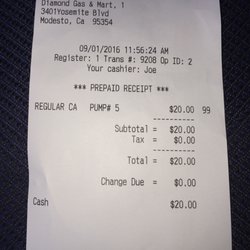 Diamond Gas & Mart, 1
3401Yosemite Blvd
Modesto, Ca  95354
09/01/2016 11:56:24 AM
Register: 1 Trans #: 9208 Op ID: 2
Your cashier: Joe
*** PREPAID RECEIPT ***
REGULAR CA PUMP# 5 $20.00 99
----------
Subtotal = $20.00
Tax = $0.00
----------
Total = $20.00
Change Due = $0.00
Cash $20.00